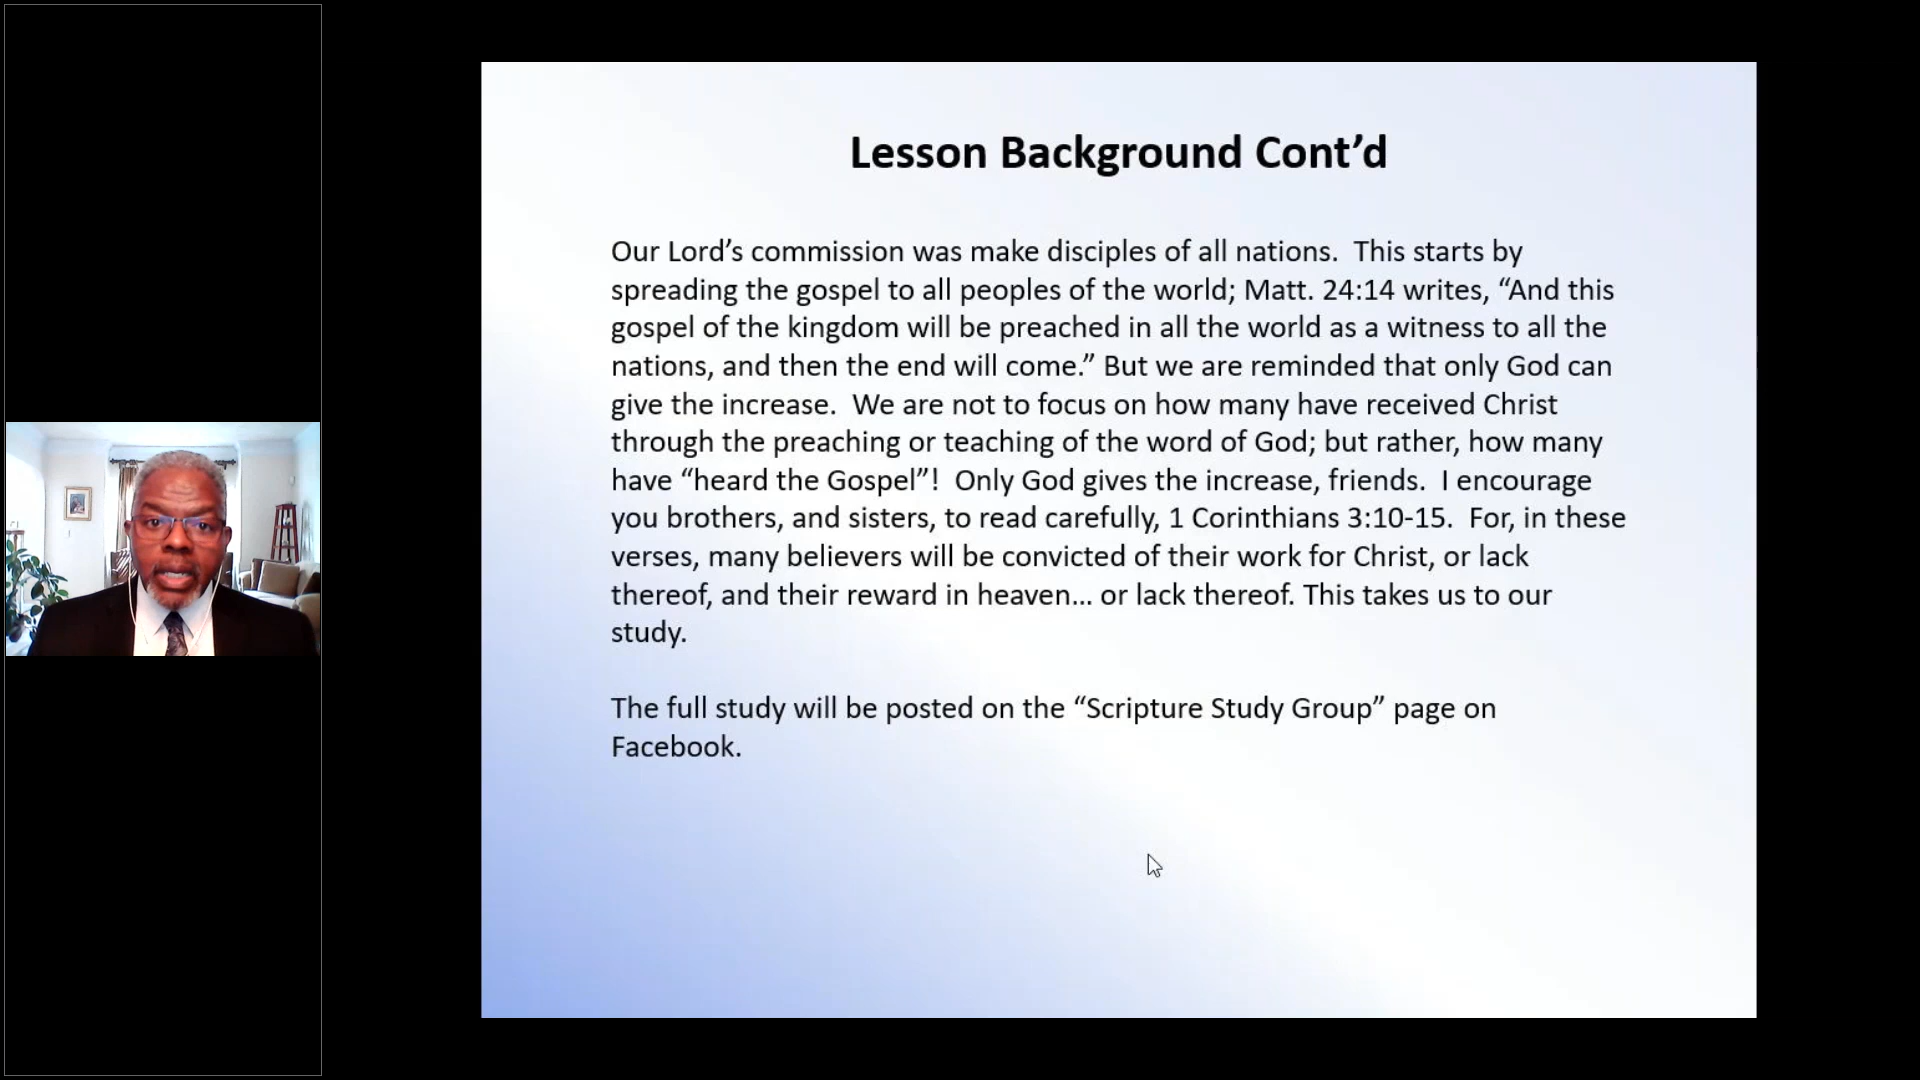 Lesson Background Cont’d
Our Lord’s commission was make disciples of all nations.  This starts by
spreading the gospel to all peoples of the world; Matt. 24:14 writes, “And this
gospel of the kingdom will be preached in all the world as a witness to all the
nations, and then the end will come.” But we are reminded that only God can
give the increase.  We are not to focus on how many have received Christ
through the preaching or teaching of the word of God; but rather, how many
have “heard the Gospel”!  Only God gives the increase, friends.  I encourage
you brothers, and sisters, to read carefully, 1 Corinthians 3:10-15.  For, in these
verses, many believers will be convicted of their work for Christ, or lack
thereof, and their reward in heaven… or lack thereof. This takes us to our
study.
The full study will be posted on the “Scripture Study Group” page on
Facebook.